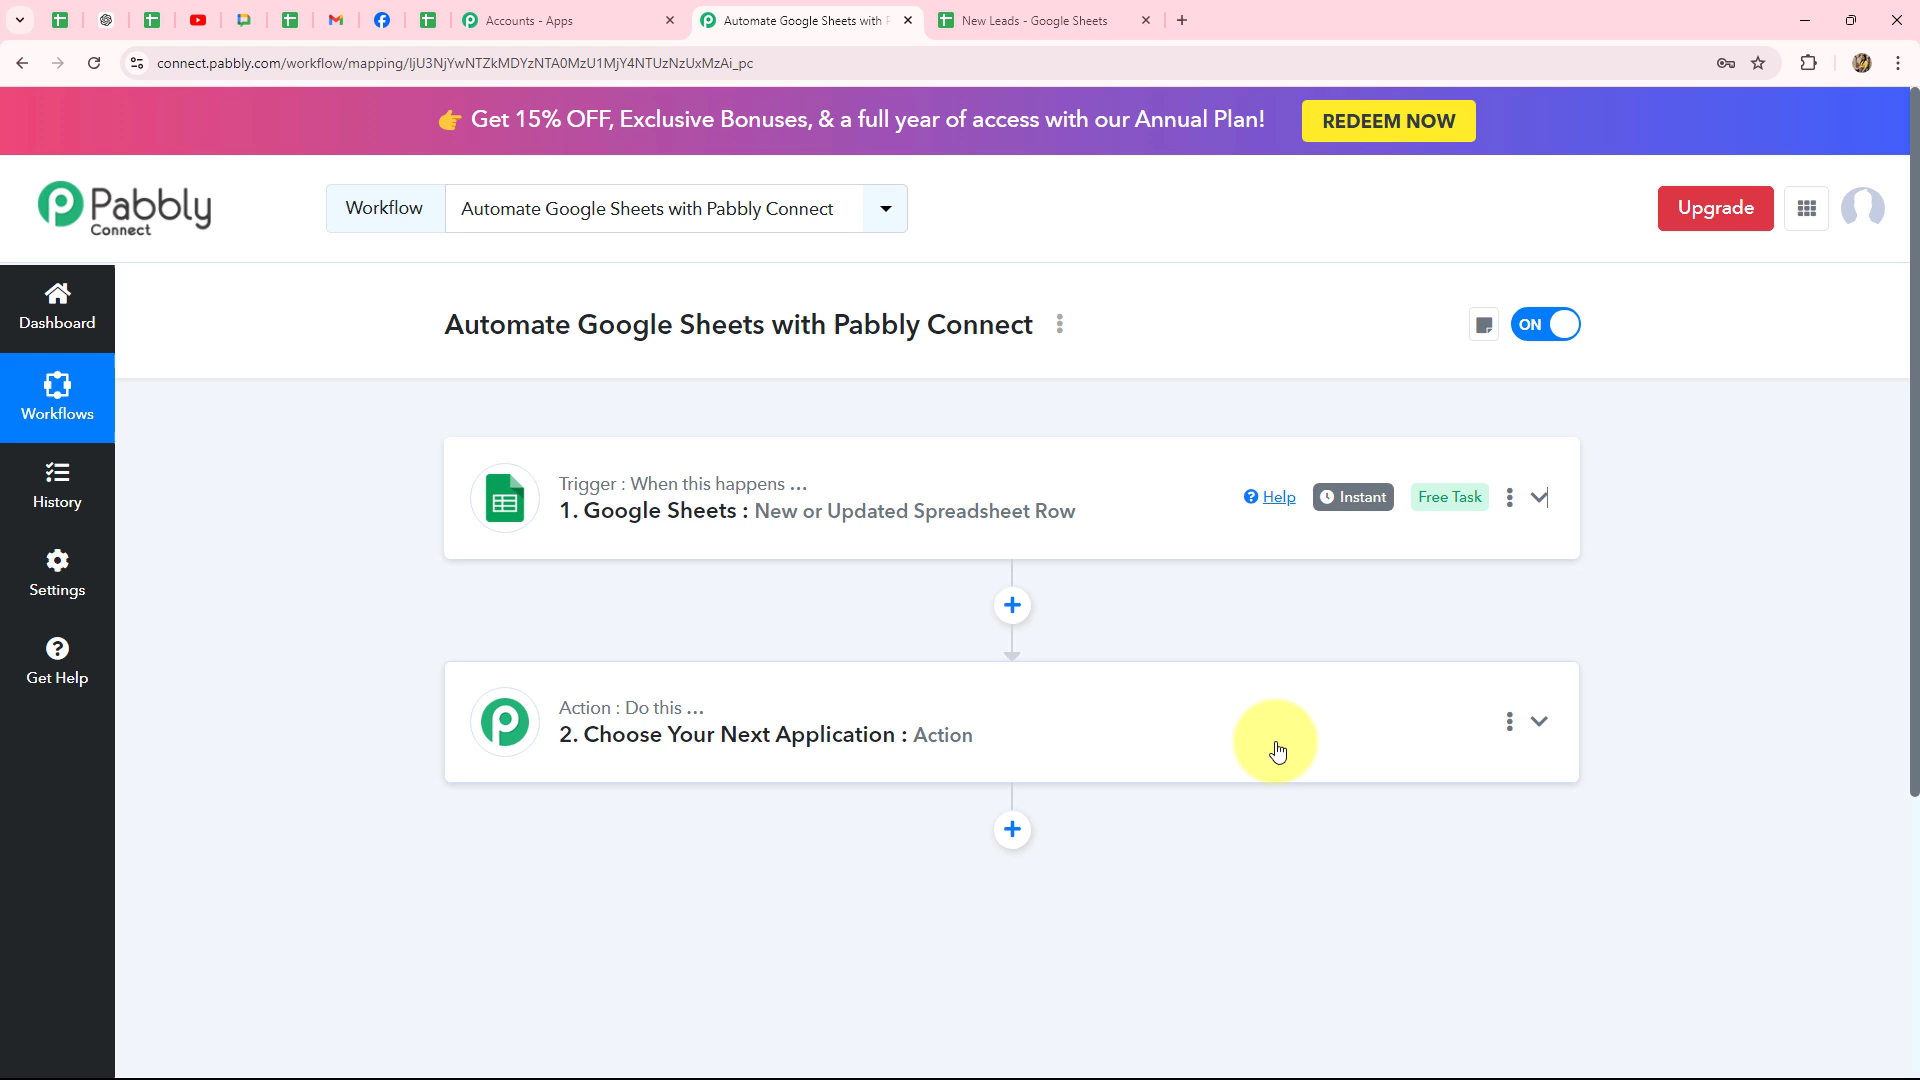 Accounts - Apps
Automate Google Sheets with
New Leads - Google Sheets
connect.pabbly.com/workflow/mapping/IjU3NjYwNTZkMDYzNTA0MzU1MjY4NTUzNzUxMzAi_pc
👉 Get 15% OFF, Exclusive Bonuses, & a full year of access with our Annual Plan!
REDEEM NOW
Pabbly
Connect
Workflow
Automate Google Sheets with Pabbly Connect
Upgrade
Dashboard
Workflows
History
Settings
Get Help
Automate Google Sheets with Pabbly Connect
ON
Trigger : When this happens ...
1. Google Sheets : New or Updated Spreadsheet Row
Help
Instant
Free Task
Action : Do this ...
2. Choose Your Next Application : Action